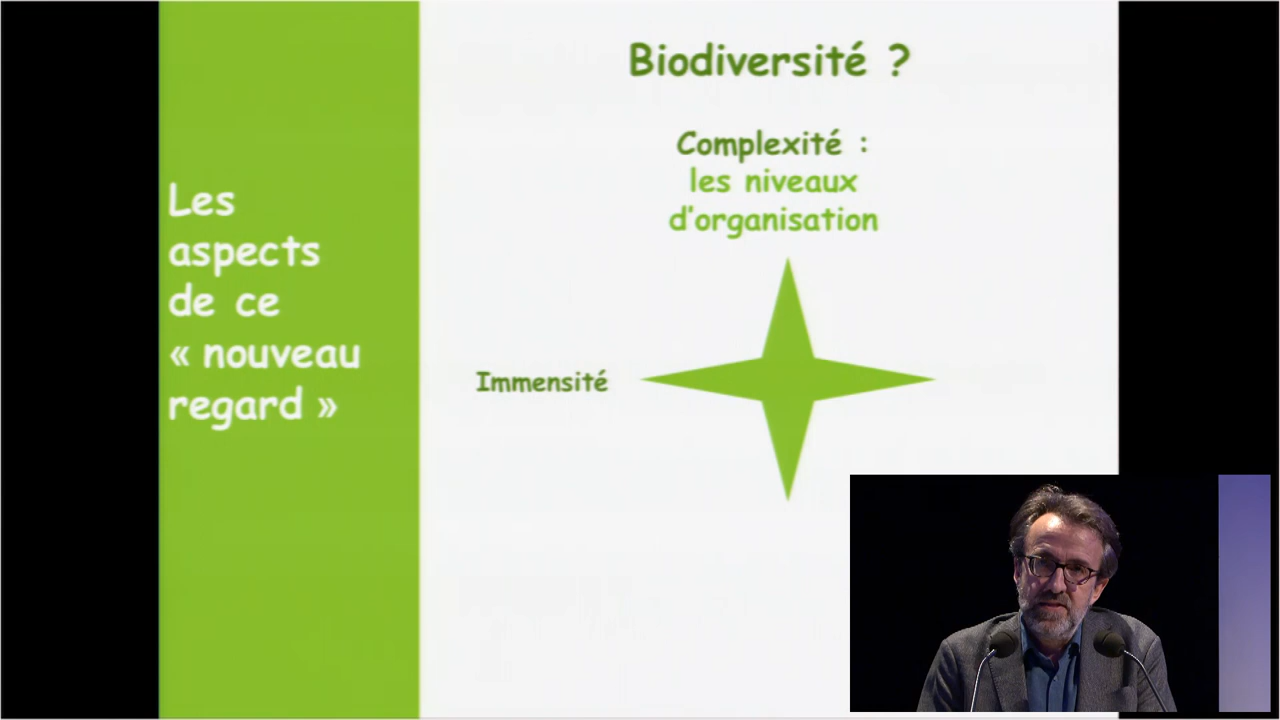 Biodiversité ?
Complexité :
les niveaux
d'organisation
Les
aspects
de ce
« nouveau
regard »
Immensité